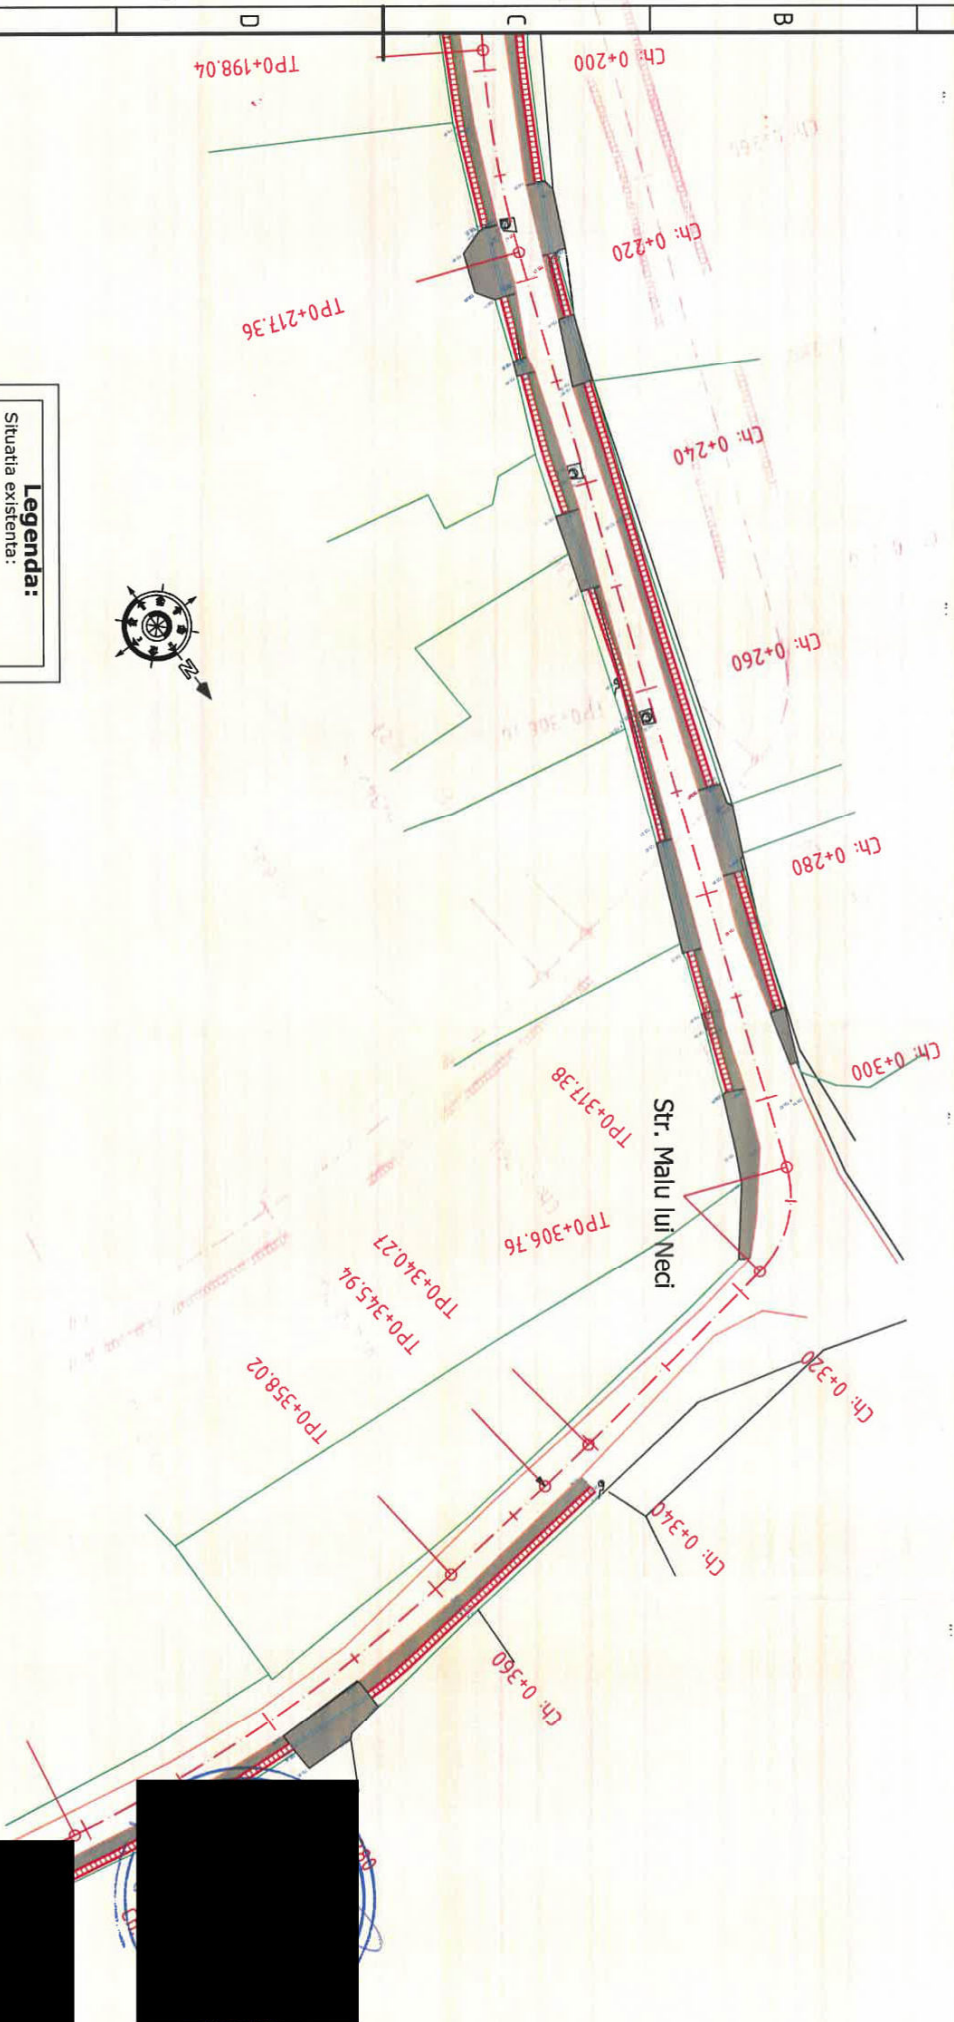 D
C
B
TP0+198.04
Ch: 0+200
TP0+217.36
Ch: 0+220
Ch: 0+240
Legenda:
Situatia existenta:
N
Ch: 0+260
Ch: 0+280
Ch: 0+300
TP0+317.38
Str. Malu lui Neci
TP0+306.76
TP0+340.27
TP0+345.94
TP0+358.02
Ch: 0+320
Ch: 0+340
Ch: 0+360